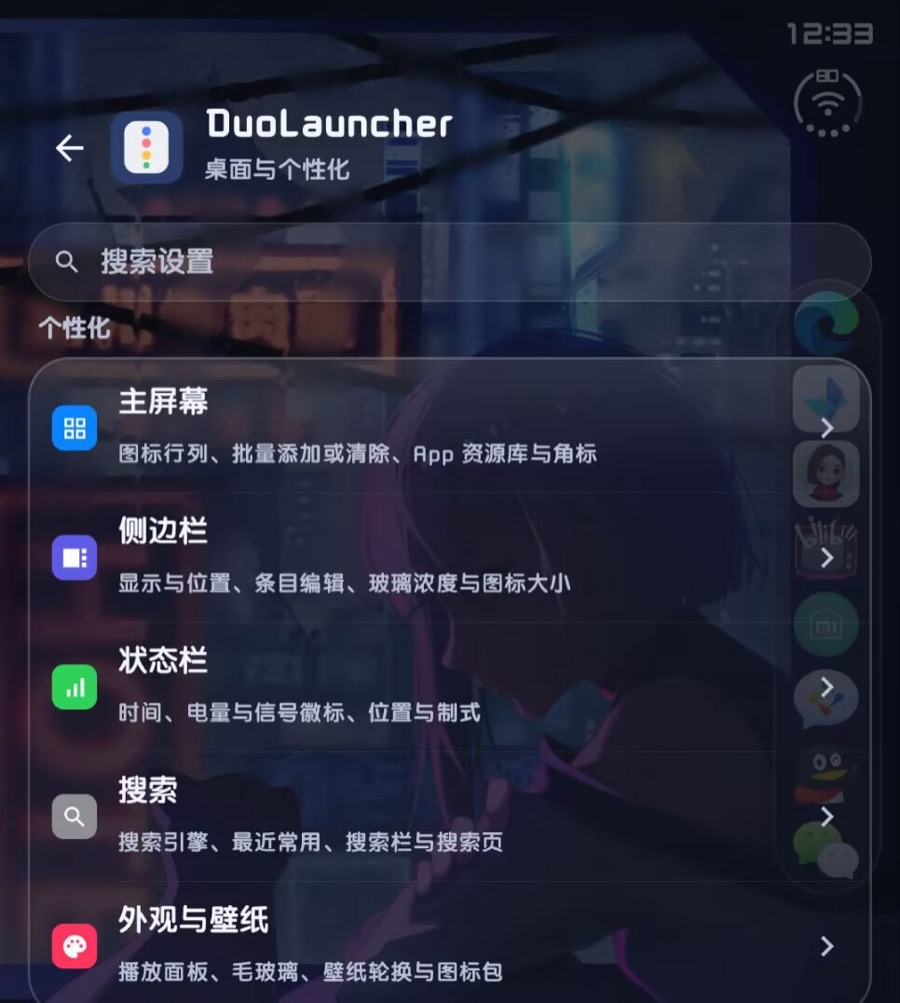 12:33
80
DuoLauncher
桌面与个性化
搜索设置
个性化
主屏幕
图标行列、批量添加或清除、App 资源库与角标
侧边栏
显示与位置、条目编辑、玻璃浓度与图标大小
bilibili
状态栏
时间、电量与信号徽标、位置与制式
搜索
搜索引擎、最近常用、搜索栏与搜索页
外观与壁纸
播放面板、毛玻璃、壁纸轮换与图标包